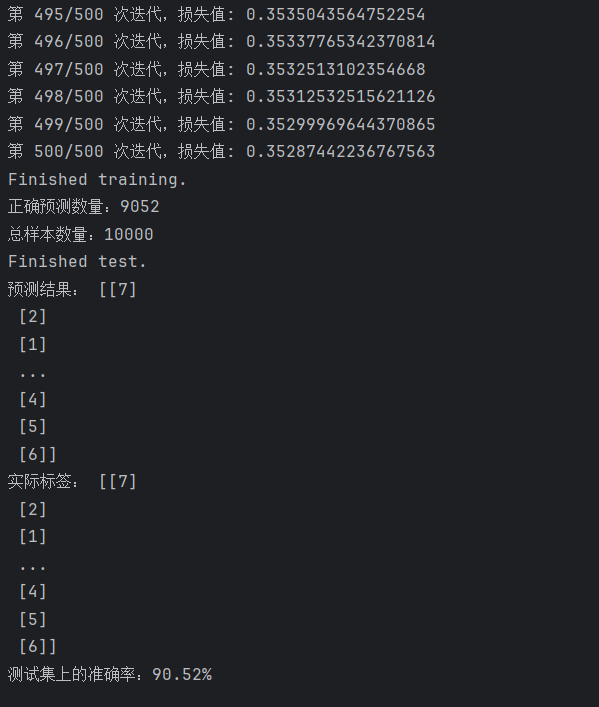 第 495/500 次迭代，损失值: 0.3535043564752254
第 496/500 次迭代，损失值: 0.35337765342370814
第 497/500 次迭代，损失值: 0.3532513102354668
第 498/500 次迭代，损失值: 0.35312532515621126
第 499/500 次迭代，损失值: 0.35299969644370865
第 500/500 次迭代，损失值: 0.35287442236767563
Finished training.
正确预测数量：9052
总样本数量：10000
Finished test.
预测结果： [[7]
[2]
[1]
...
[4]
[5]
[6]]
实际标签： [[7]
[2]
[1]
...
[4]
[5]
[6]]
测试集上的准确率：90.52%